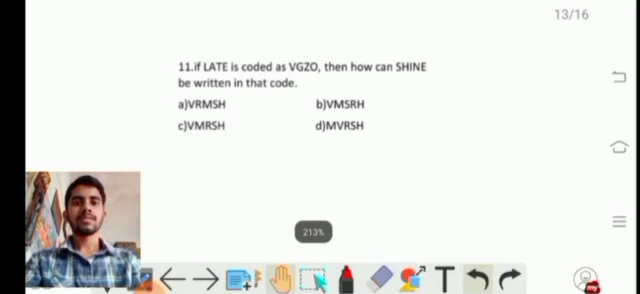 13/16
11.if LATE is coded as VGZO, then how can SHINE
be written in that code.
a)VRMSH b)VMSRH
c)VMRSH d)MVRSH
213%
T
my